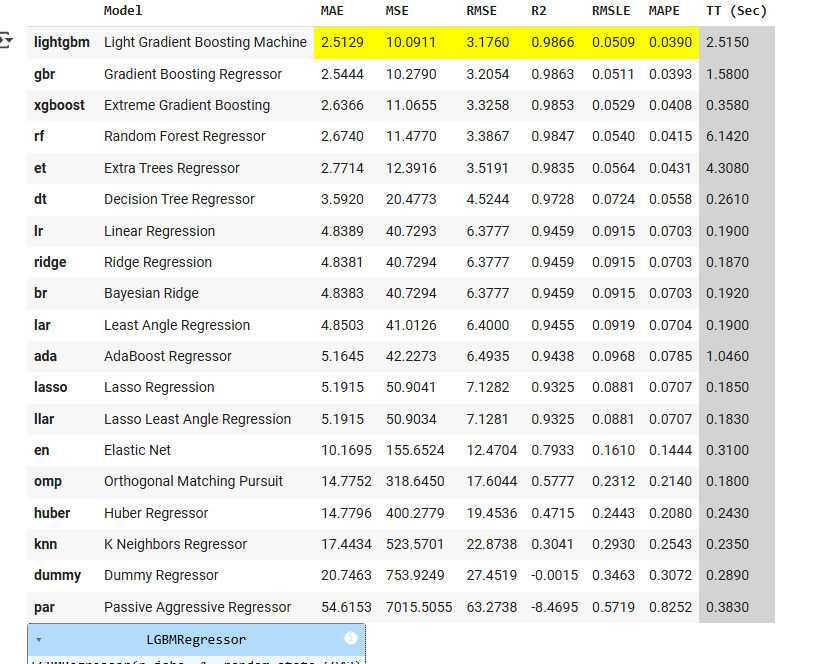 Model MAE MSE RMSE R2 RMSLE MAPE TT (Sec)
lightgbm Light Gradient Boosting Machine 2.5129 10.0911 3.1760 0.9866 0.0509 0.0390 2.5150
gbr Gradient Boosting Regressor 2.5444 10.2790 3.2054 0.9863 0.0511 0.0393 1.5800
xgboost Extreme Gradient Boosting 2.6366 11.0655 3.3258 0.9853 0.0529 0.0408 0.3580
rf Random Forest Regressor 2.6740 11.4770 3.3867 0.9847 0.0540 0.0415 6.1420
et Extra Trees Regressor 2.7714 12.3916 3.5191 0.9835 0.0564 0.0431 4.3080
dt Decision Tree Regressor 3.5920 20.4773 4.5244 0.9728 0.0724 0.0558 0.2610
lr Linear Regression 4.8389 40.7293 6.3777 0.9459 0.0915 0.0703 0.1900
ridge Ridge Regression 4.8381 40.7294 6.3777 0.9459 0.0915 0.0703 0.1870
br Bayesian Ridge 4.8383 40.7294 6.3777 0.9459 0.0915 0.0703 0.1920
lar Least Angle Regression 4.8503 41.0126 6.4000 0.9455 0.0919 0.0704 0.1900
ada AdaBoost Regressor 5.1645 42.2273 6.4935 0.9438 0.0968 0.0785 1.0460
lasso Lasso Regression 5.1915 50.9041 7.1282 0.9325 0.0881 0.0707 0.1850
llar Lasso Least Angle Regression 5.1915 50.9034 7.1281 0.9325 0.0881 0.0707 0.1830
en Elastic Net 10.1695 155.6524 12.4704 0.7933 0.1610 0.1444 0.3100
omp Orthogonal Matching Pursuit 14.7752 318.6450 17.6044 0.5777 0.2312 0.2140 0.1800
huber Huber Regressor 14.7796 400.2779 19.4536 0.4715 0.2443 0.2080 0.2430
knn K Neighbors Regressor 17.4434 523.5701 22.8738 0.3041 0.2930 0.2543 0.2350
dummy Dummy Regressor 20.7463 753.9249 27.4519 -0.0015 0.3463 0.3072 0.2890
par Passive Aggressive Regressor 54.6153 7015.5055 63.2738 -8.4695 0.5719 0.8252 0.3830
LGBMRegressor